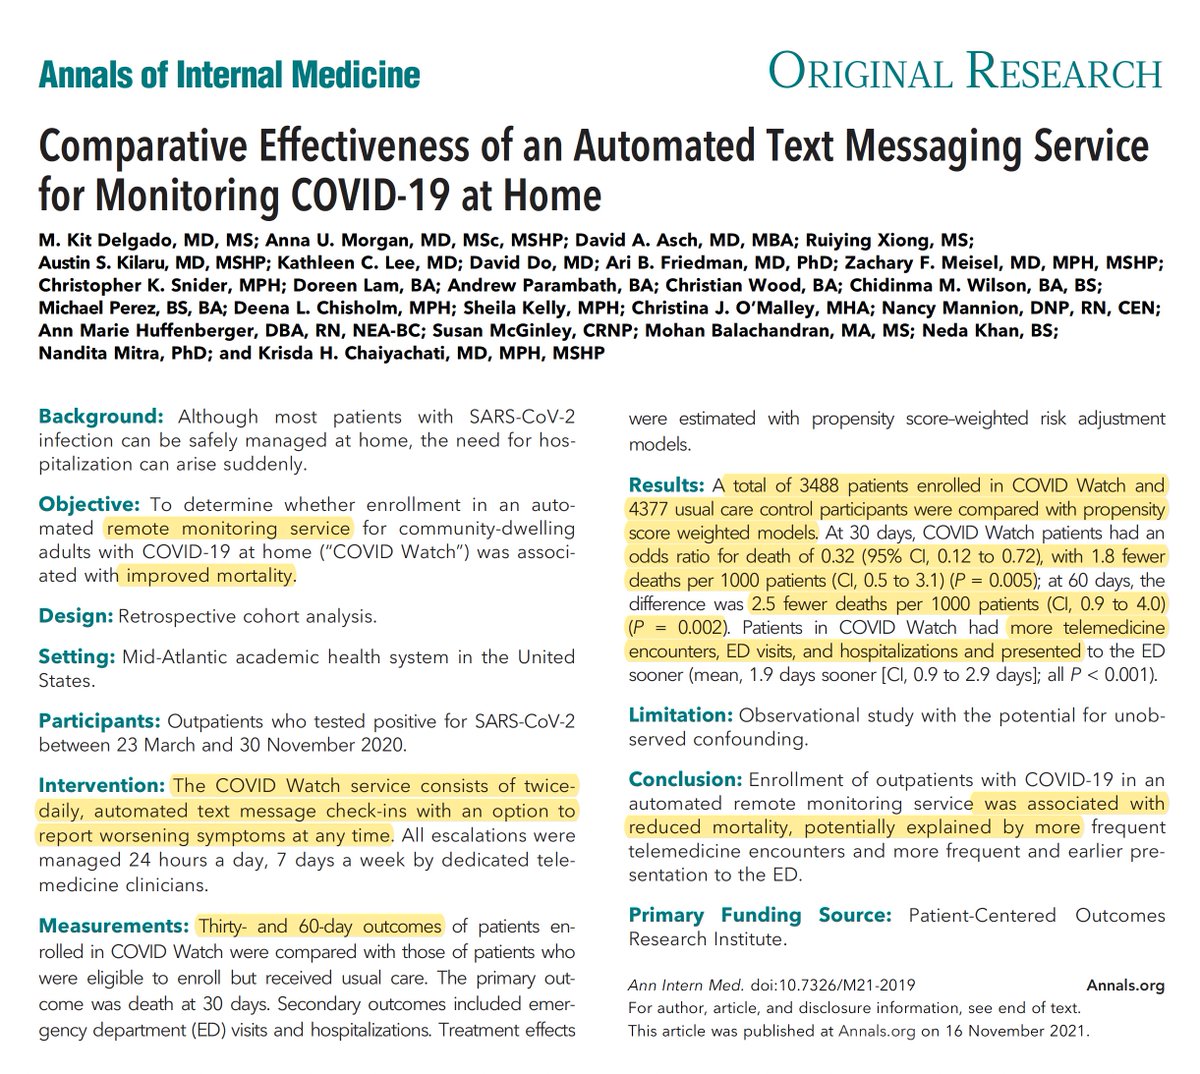 Annals of Internal Medicine
ORIGINAL RESEARCH
Comparative Effectiveness of an Automated Text Messaging Service
for Monitoring COVID-19 at Home
M. Kit Delgado, MD, MS; Anna U. Morgan, MD, MSc, MSHP; David A. Asch, MD, MBA; Ruiying Xiong, MS;
Austin S. Kilaru, MD, MSHP; Kathleen C. Lee, MD; David Do, MD; Ari B. Friedman, MD, PhD; Zachary F. Meisel, MD, MPH, MSHP;
Christopher K. Snider, MPH; Doreen Lam, BA; Andrew Parambath, BA; Christian Wood, BA; Chidinma M. Wilson, BA, BS;
Michael Perez, BS, BA; Deena L. Chisholm, MPH; Sheila Kelly, MPH; Christina J. O’Malley, MHA; Nancy Mannion, DNP, RN, CEN;
Ann Marie Huffenberger, DBA, RN, NEA-BC; Susan McGinley, CRNP; Mohan Balachandran, MA, MS; Neda Khan, BS;
Nandita Mitra, PhD; and Krisda H. Chaiyachati, MD, MPH, MSHP
Background: Although most patients with SARS-CoV-2
infection can be safely managed at home, the need for hos-
pitalization can arise suddenly.
Objective: To determine whether enrollment in an auto-
mated remote monitoring service for community-dwelling
adults with COVID-19 at home (“COVID Watch”) was associ-
ated with improved mortality.
Design: Retrospective cohort analysis.
Setting: Mid-Atlantic academic health system in the United
States.
Participants: Outpatients who tested positive for SARS-CoV-2
between 23 March and 30 November 2020.
Intervention: The COVID Watch service consists of twice-
daily, automated text message check-ins with an option to
report worsening symptoms at any time. All escalations were
managed 24 hours a day, 7 days a week by dedicated tele-
medicine clinicians.
Measurements: Thirty- and 60-day outcomes of patients en-
rolled in COVID Watch were compared with those of patients who
were eligible to enroll but received usual care. The primary out-
come was death at 30 days. Secondary outcomes included emer-
gency department (ED) visits and hospitalizations. Treatment effects
were estimated with propensity score–weighted risk adjustment
models.
Results: A total of 3488 patients enrolled in COVID Watch and
4377 usual care control participants were compared with propensity
score weighted models. At 30 days, COVID Watch patients had an
odds ratio for death of 0.32 (95% CI, 0.12 to 0.72), with 1.8 fewer
deaths per 1000 patients (CI, 0.5 to 3.1) (P = 0.005); at 60 days, the
difference was 2.5 fewer deaths per 1000 patients (CI, 0.9 to 4.0)
(P = 0.002). Patients in COVID Watch had more telemedicine
encounters, ED visits, and hospitalizations and presented to the ED
sooner (mean, 1.9 days sooner [CI, 0.9 to 2.9 days]; all P < 0.001).
Limitation: Observational study with the potential for unob-
served confounding.
Conclusion: Enrollment of outpatients with COVID-19 in an
automated remote monitoring service was associated with
reduced mortality, potentially explained by more frequent
telemedicine encounters and more frequent and earlier pre-
sentation to the ED.
Primary Funding Source: Patient-Centered Outcomes
Research Institute.
Ann Intern Med. doi:10.7326/M21-2019
Annals.org
For author, article, and disclosure information, see end of text.
This article was published at Annals.org on 16 November 2021.